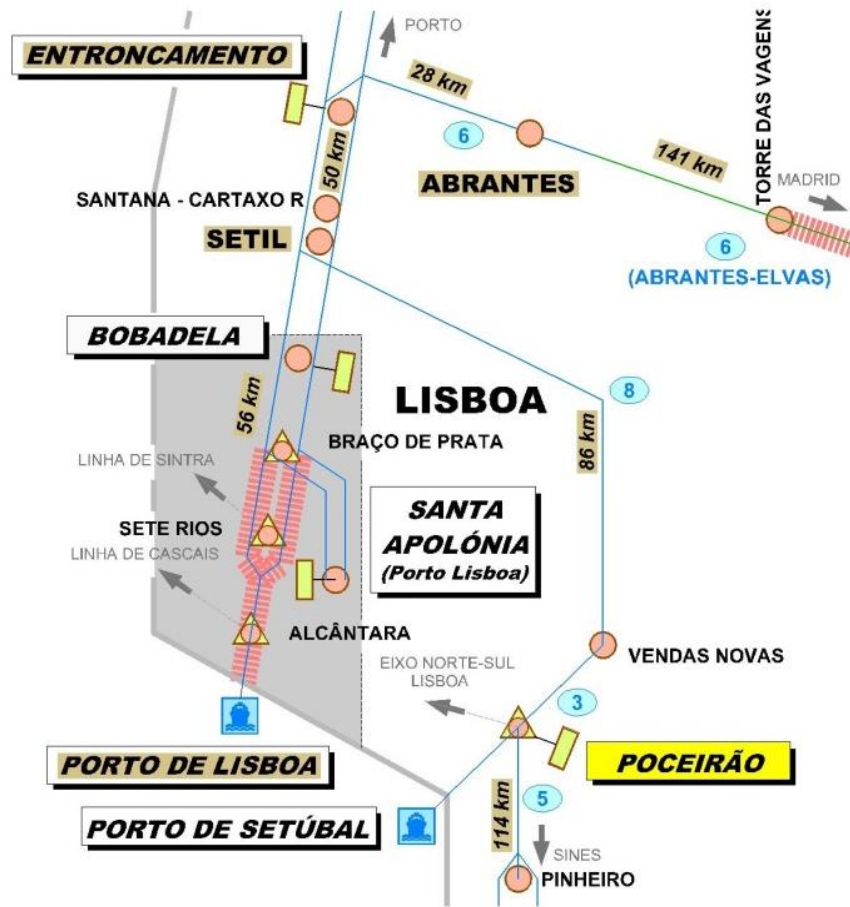 PORTO
ENTRONCAMENTO
28 km
6
50 km
141 km
TORRE DAS VAGENS
ABRANTES
MADRID
SANTANA - CARTAXO R
SETIL
6
(ABRANTES-ELVAS)
BOBADELA
LISBOA
8
56 km
86 km
BRAÇO DE PRATA
LINHA DE SINTRA
SANTA
APOLÓNIA
(Porto Lisboa)
SETE RIOS
LINHA DE CASCAIS
ALCÂNTARA
VENDAS NOVAS
EIXO NORTE-SUL
LISBOA
3
PORTO DE LISBOA
POCEIRÃO
PORTO DE SETÚBAL
5
114 km
SINES
PINHEIRO